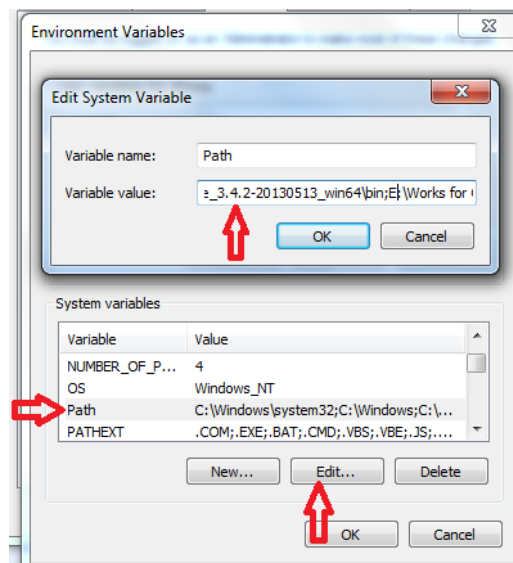 Environment Variables
Edit System Variable
Variable name:
Path
Variable value:
e_3.4.2-20130513_win64\bin;E:\Works for
OK
Cancel
System variables
Variable
Value
NUMBER_OF_P...
4
OS
Windows_NT
Path
C:\Windows\system32;C:\Windows;C:\...
PATHEXT
.COM;.EXE;.BAT;.CMD;.VBS;.VBE;.JS;....
New...
Edit...
Delete
OK
Cancel